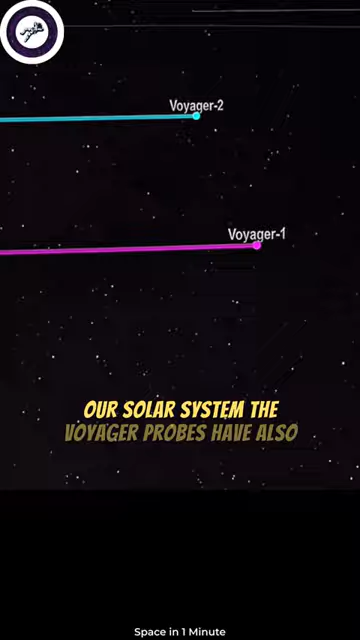 Voyager-2
Voyager-1
OUR SOLAR SYSTEM THE
VOYAGER PROBES HAVE ALSO
Space in 1 Minute